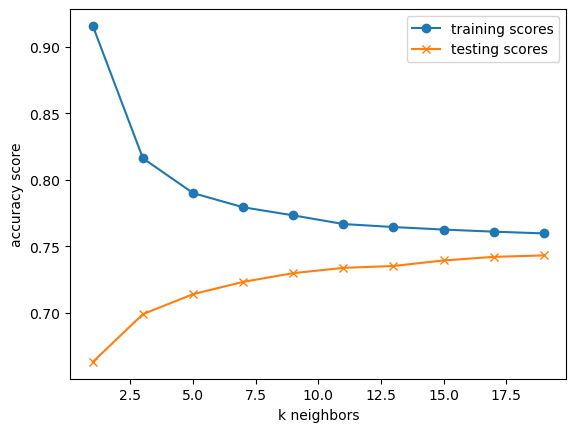 training scores
testing scores
accuracy score
0.90
0.85
0.80
0.75
0.70
2.5 5.0 7.5 10.0 12.5 15.0 17.5
k neighbors